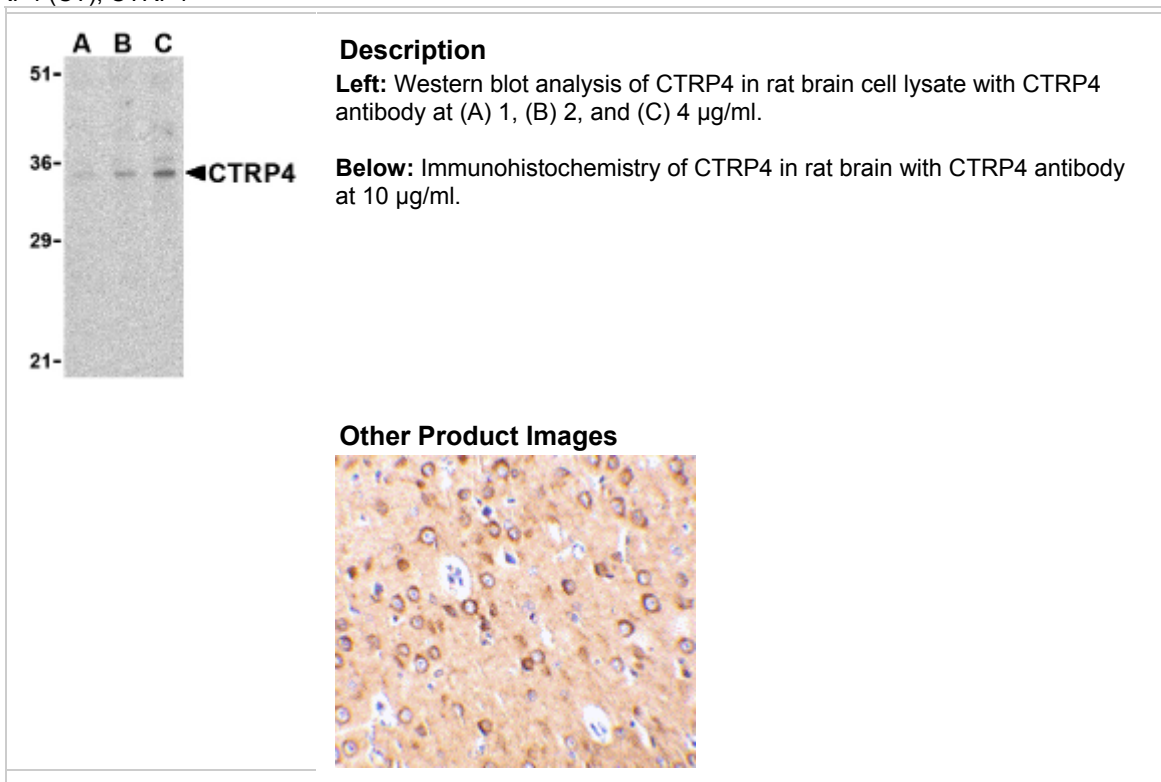 A B C
51-
36-
29-
21-
◄CTRP4
Description
Left: Western blot analysis of CTRP4 in rat brain cell lysate with CTRP4
antibody at (A) 1, (B) 2, and (C) 4 µg/ml.
Below: Immunohistochemistry of CTRP4 in rat brain with CTRP4 antibody
at 10 µg/ml.
Other Product Images